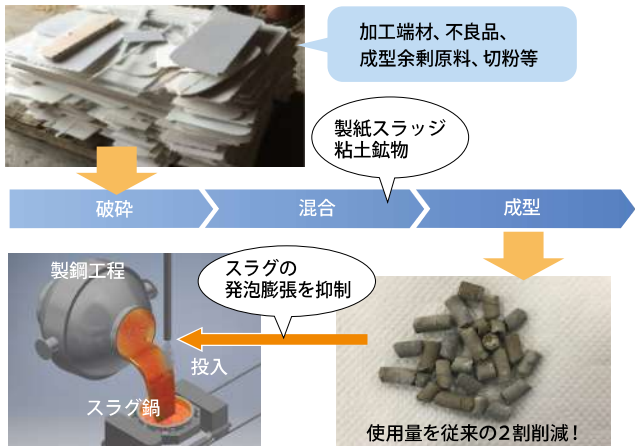 加工端材、不良品、
成型余剰原料、切粉等
製紙スラッジ
粘土鉱物
破砕
混合
成型
製鋼工程
スラグの
発泡膨張を抑制
投入
スラグ鍋
使用量を従来の2割削減!